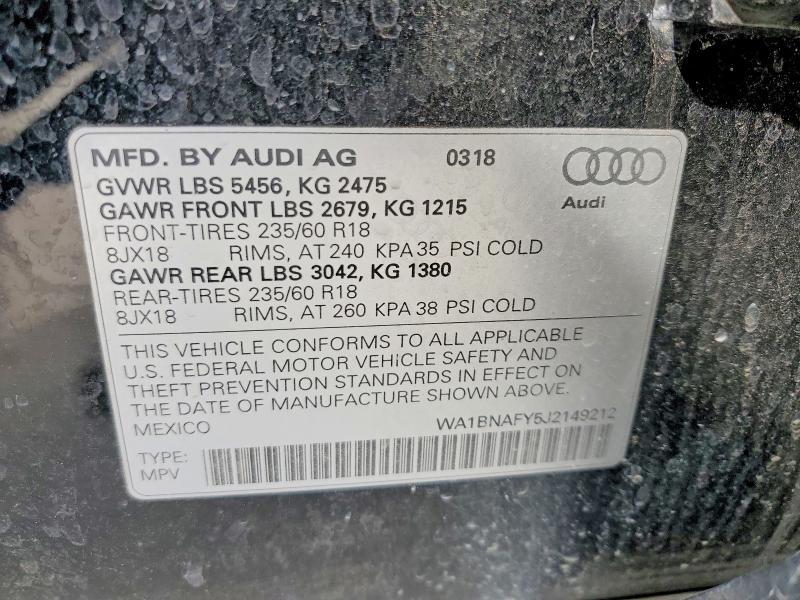 MFD. BY AUDI AG 0318
GVWR LBS 5456, KG 2475
GAWR FRONT LBS 2679, KG 1215
Audi
FRONT-TIRES 235/60 R18
8JX18 RIMS, AT 240 KPA 35 PSI COLD
GAWR REAR LBS 3042, KG 1380
REAR-TIRES 235/60 R18
8JX18 RIMS, AT 260 KPA 38 PSI COLD
THIS VEHICLE CONFORMS TO ALL APPLICABLE
U.S. FEDERAL MOTOR VEHICLE SAFETY AND
THEFT PREVENTION STANDARDS IN EFFECT ON
THE DATE OF MANUFACTURE SHOWN ABOVE.
MEXICO WA1BNAFY5J2149212
TYPE:
MPV